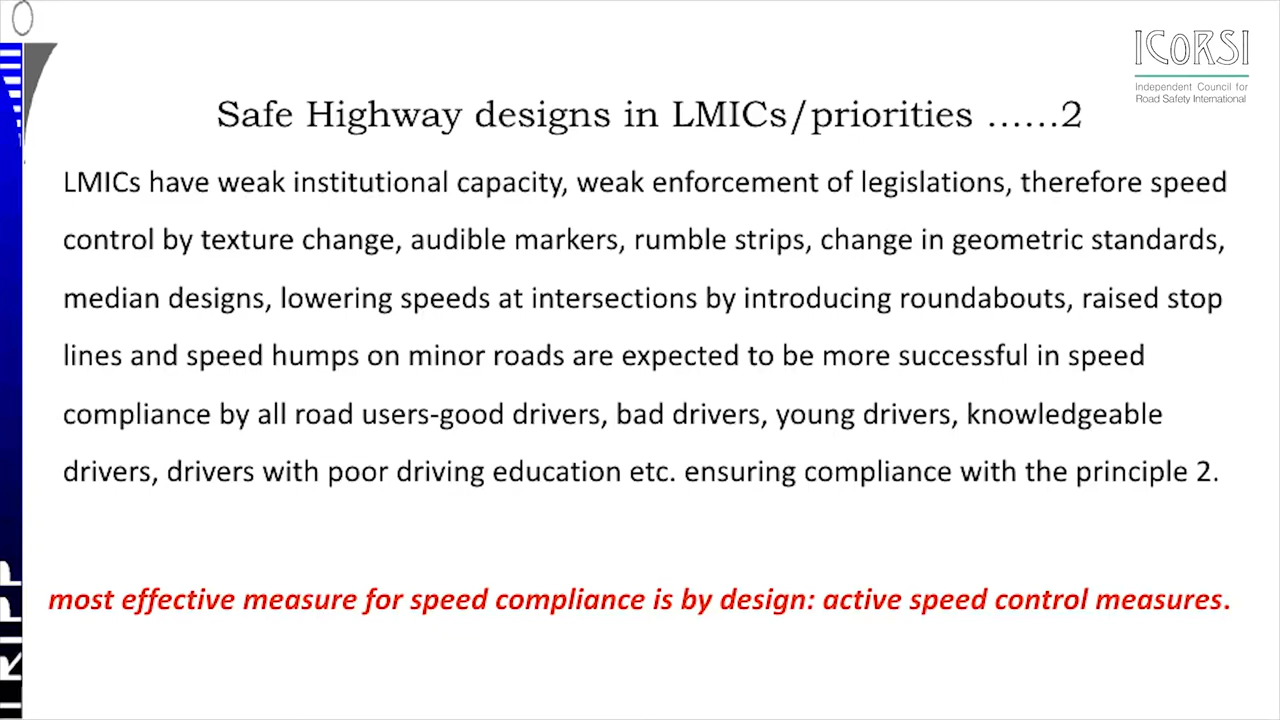 ICoRSI
Independent Council for
Road Safety International
Safe Highway designs in LMICs/priorities ......2
LMICs have weak institutional capacity, weak enforcement of legislations, therefore speed
control by texture change, audible markers, rumble strips, change in geometric standards,
median designs, lowering speeds at intersections by introducing roundabouts, raised stop
lines and speed humps on minor roads are expected to be more successful in speed
compliance by all road users-good drivers, bad drivers, young drivers, knowledgeable
drivers, drivers with poor driving education etc. ensuring compliance with the principle 2.
most effective measure for speed compliance is by design: active speed control measures.
TRIPP